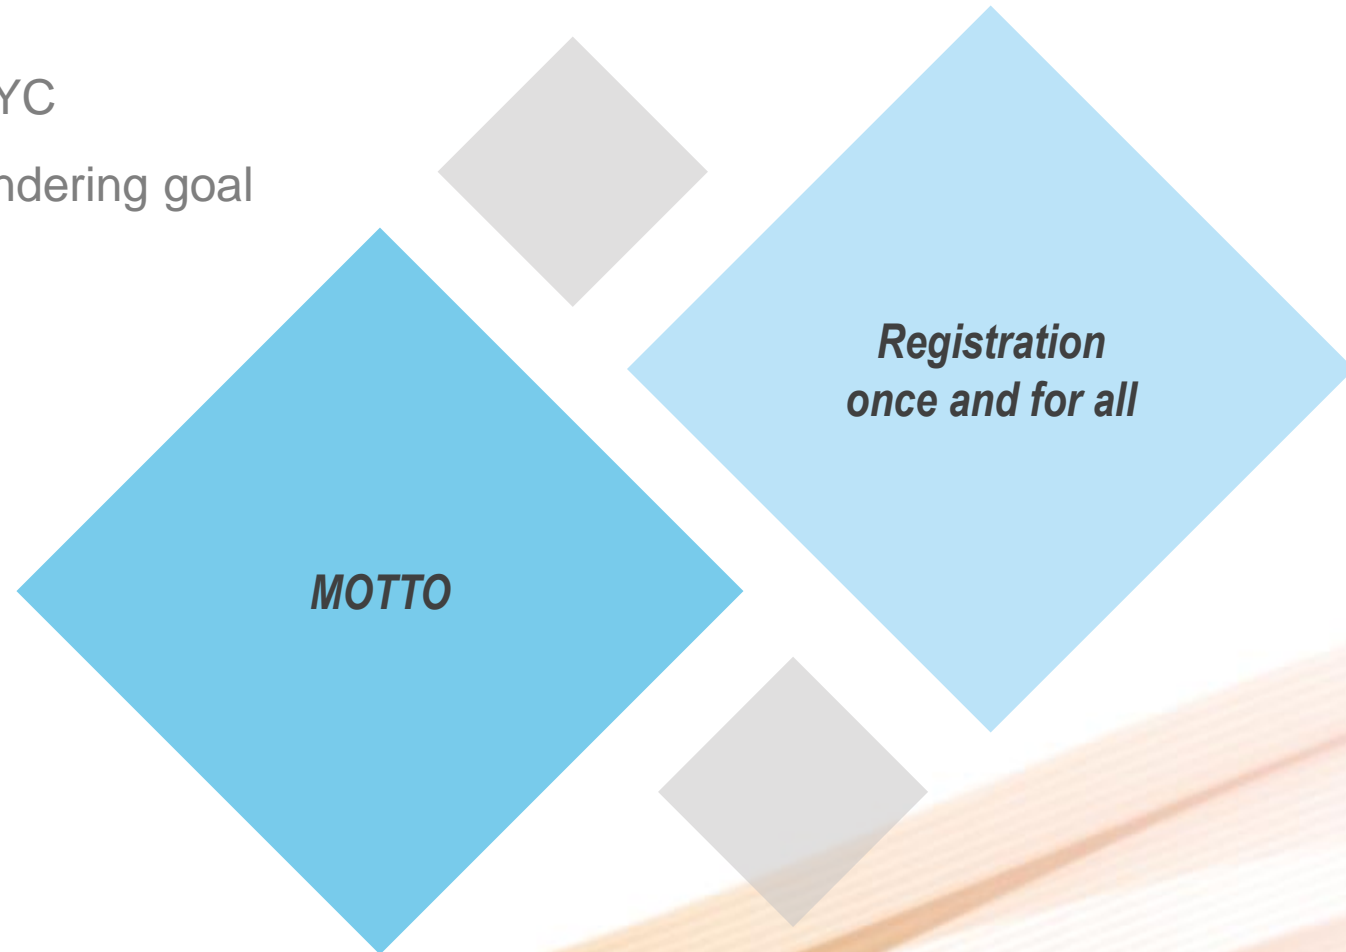 YC
ndering goal
Registration
once and for all
MOTTO